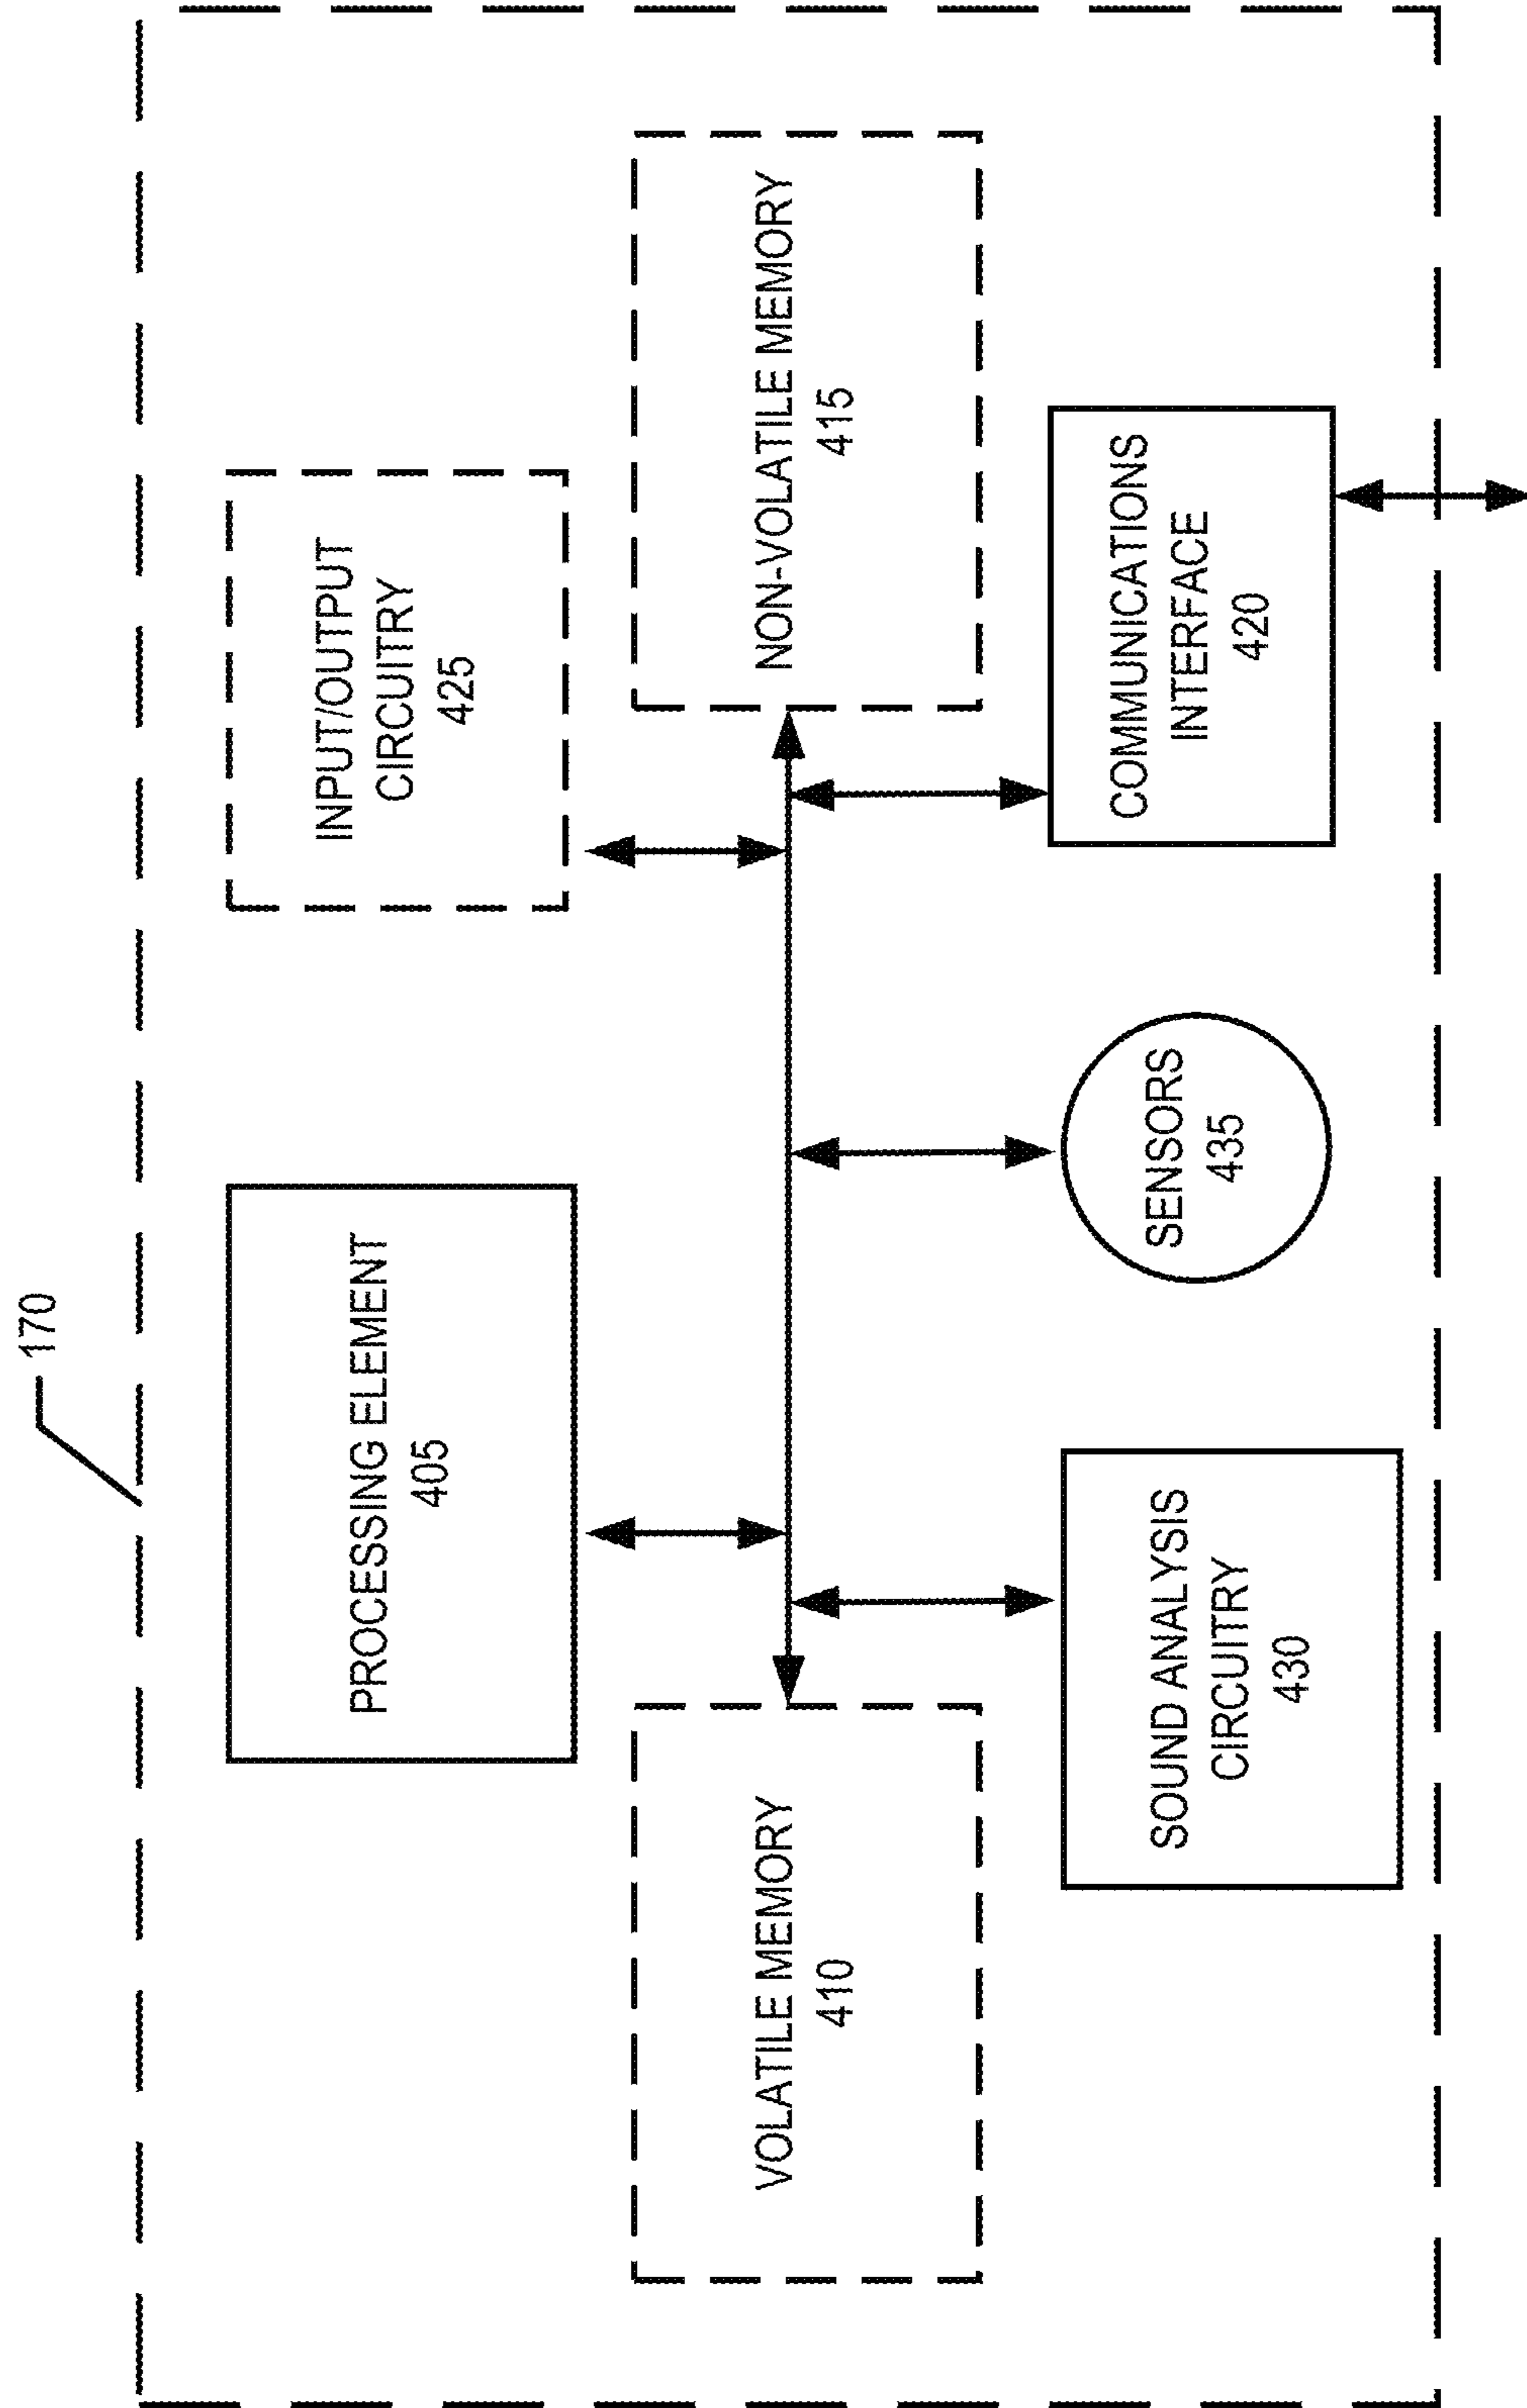 170
PROCESSING ELEMENT
405
INPUT/OUTPUT
CIRCUITRY
425
VOLATILE MEMORY
410
NON-VOLATILE MEMORY
415
SOUND ANALYSIS
CIRCUITRY
430
SENSORS
435
COMMUNICATIONS
INTERFACE
420